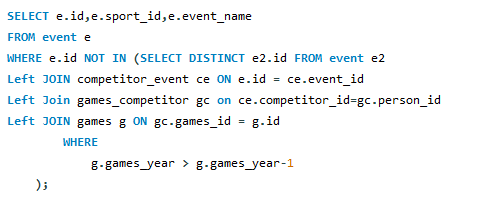 SELECT e.id,e.sport_id,e.event_name
FROM event e
WHERE e.id NOT IN (SELECT DISTINCT e2.id FROM event e2
Left JOIN competitor_event ce ON e.id = ce.event_id
Left Join games_competitor gc on ce.competitor_id=gc.person_id
Left JOIN games g ON gc.games_id = g.id
WHERE
g.games_year > g.games_year-1
);